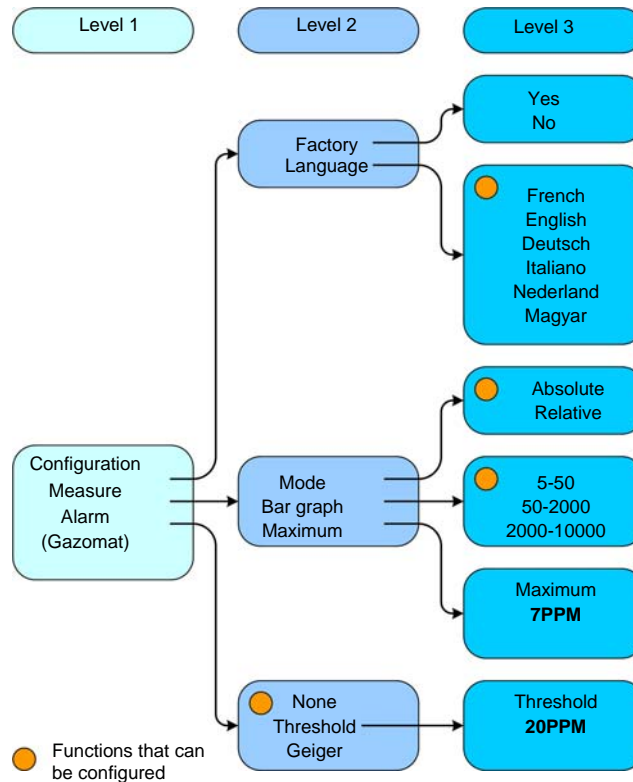 Level 1
Level 2
Level 3
Factory
Language
Yes
No
French
English
Deutsch
Italiano
Nederland
Magyar
Configuration
Measure
Alarm
(Gazomat)
Mode
Bar graph
Maximum
Absolute
Relative
5-50
50-2000
2000-10000
Maximum
7PPM
None
Threshold
Geiger
Threshold
20PPM
Functions that can
be configured